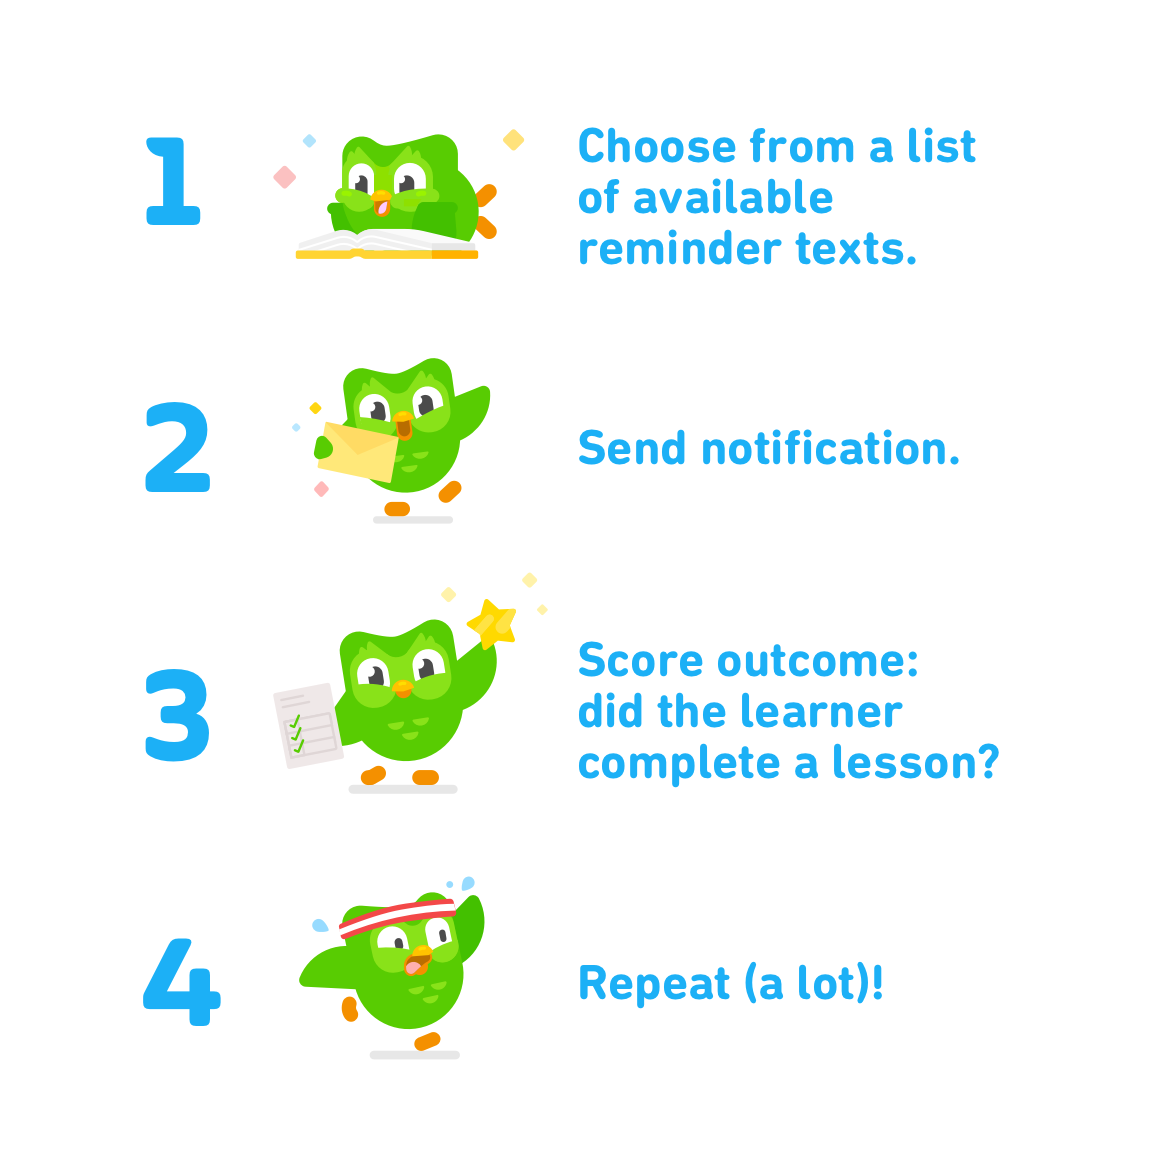 1
Choose from a list
of available
reminder texts.
2
Send notification.
3
Score outcome:
did the learner
complete a lesson?
4
Repeat (a lot)!